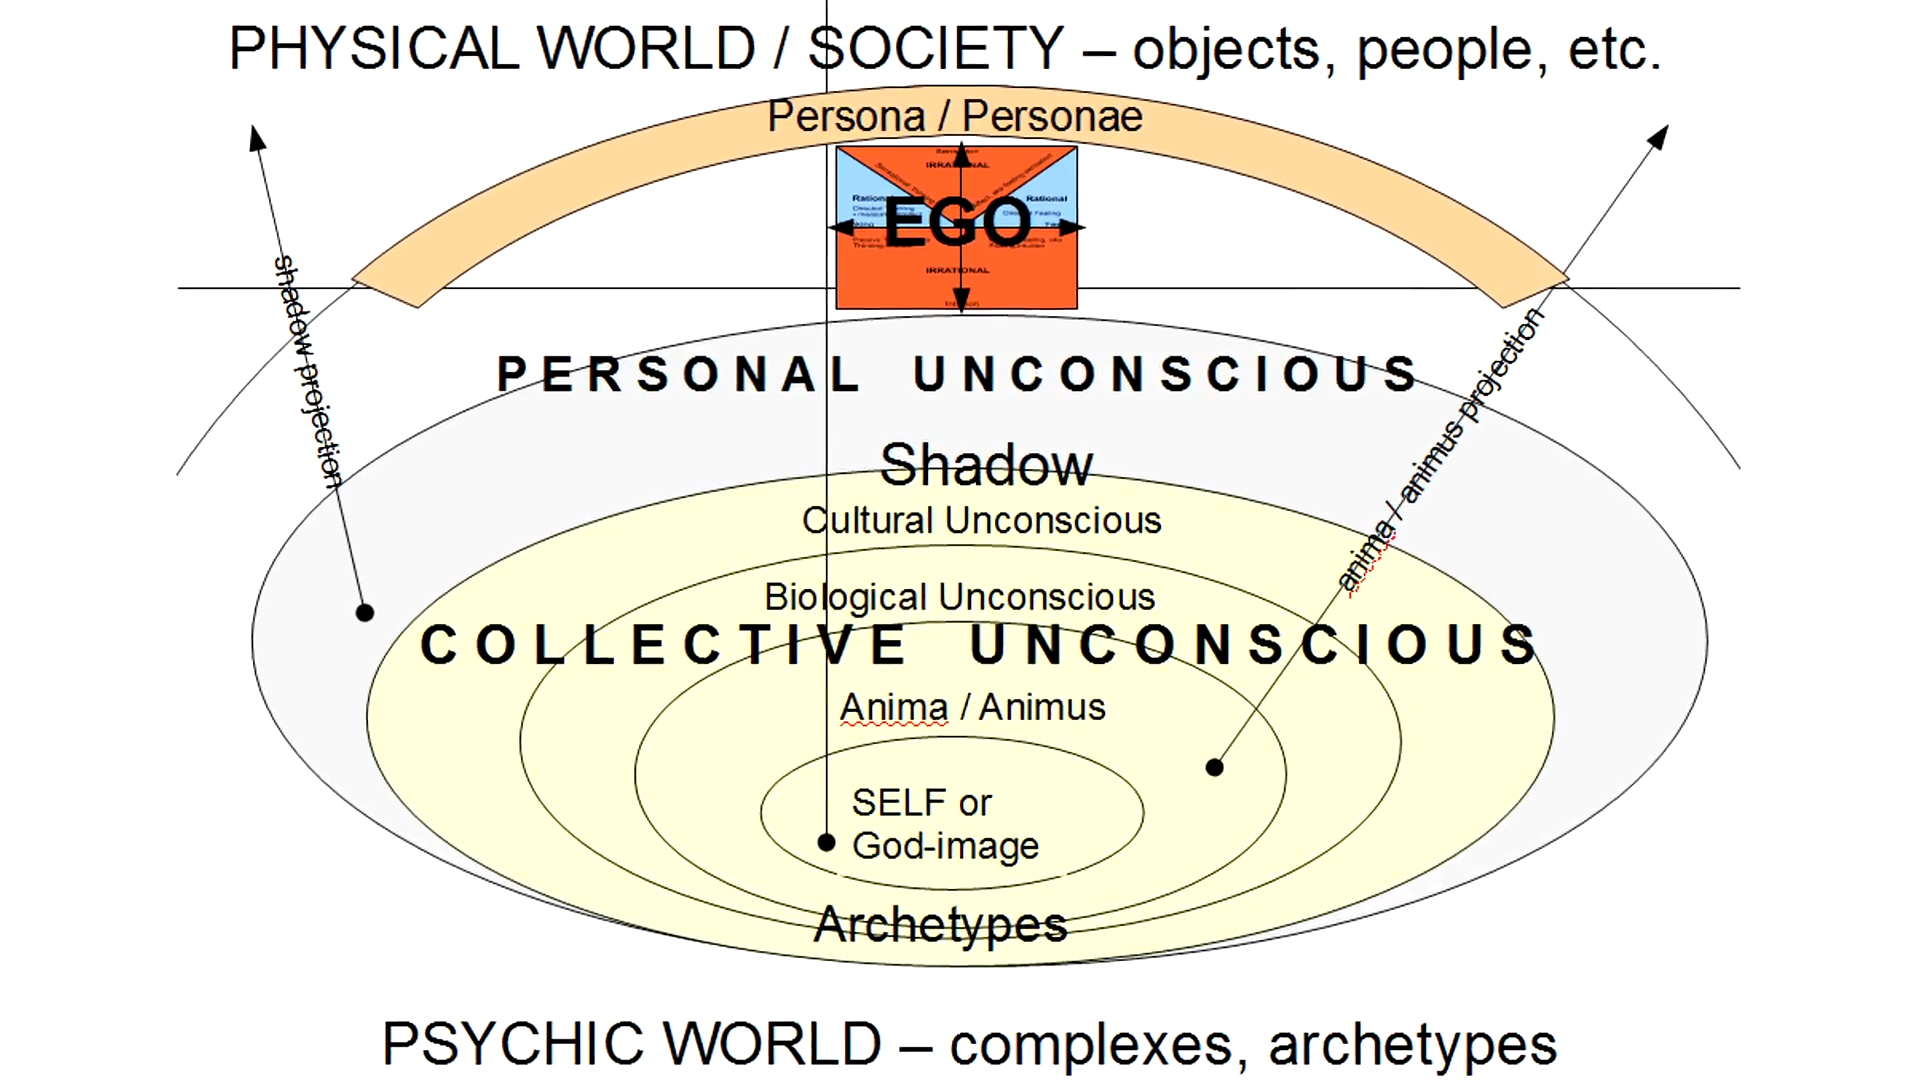 PHYSICAL WORLD / SOCIETY – objects, people, etc.
Persona / Personae
IRRATIONAL
Rational
Rational
EGO
IRRATIONAL
shadow projection
anima / animus projection
PERSONAL UNCONSCIOUS
Shadow
Cultural Unconscious
Biological Unconscious
COLLECTIVE UNCONSCIOUS
Anima / Animus
SELF or
God-image
Archetypes
PSYCHIC WORLD – complexes, archetypes